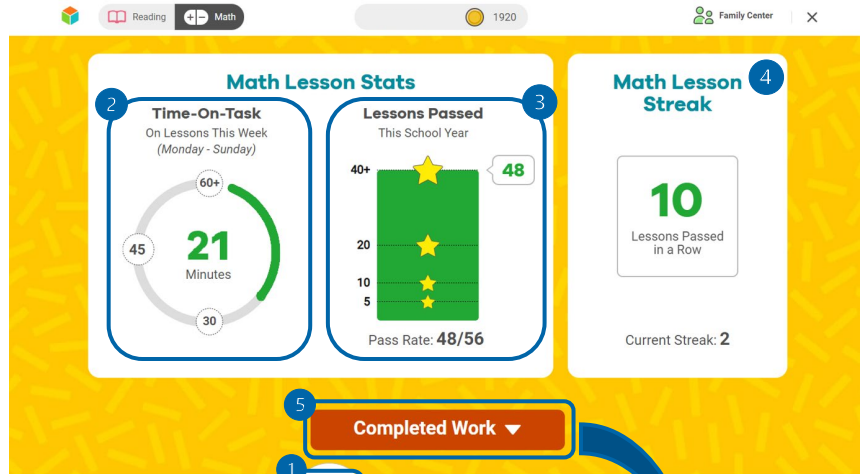 Reading
Math
1920
Family Center
Math Lesson Stats
2
Time-On-Task
On Lessons This Week
(Monday - Sunday)
60+
45
21
Minutes
30
3
Lessons Passed
This School Year
40+
48
20
10
5
Pass Rate: 48/56
4
Math Lesson
Streak
10
Lessons Passed
in a Row
Current Streak: 2
5
Completed Work
1